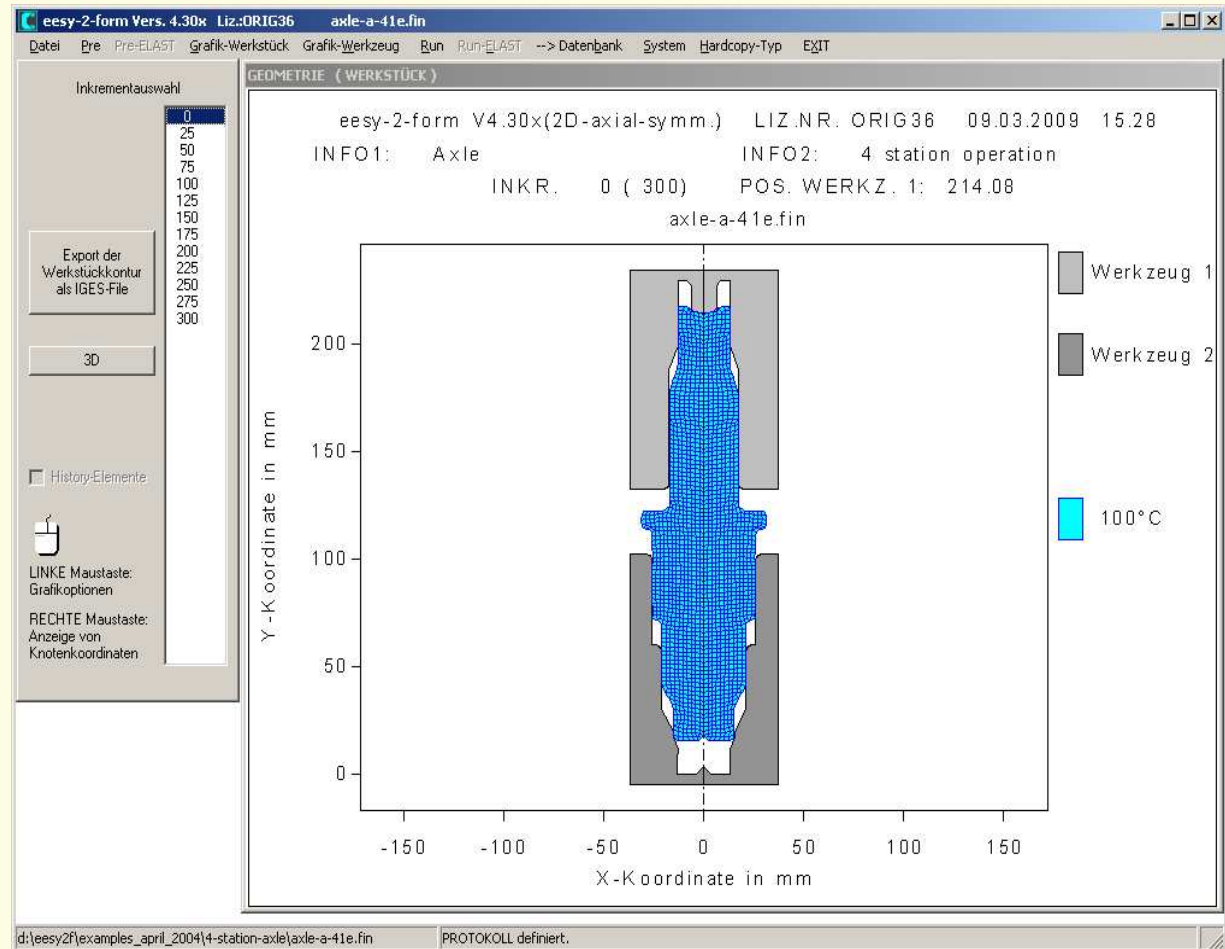 eesy-2-form Vers. 4.30x Liz.:ORIG36 axle-a-41e.fin
Datei Pre Pre-ELAST Grafik-Werkstück Grafik-Werkzeug Run Run-ELAST --> Datenbank System Hardcopy-Typ EXIT
Inkrementauswahl
0
25
50
75
100
125
150
175
200
225
250
275
300
Export der
Werkstückkontur
als IGES-File
3D
History-Elemente
LINKE Maustaste:
Grafikoptionen
RECHTE Maustaste:
Anzeige von
Knotenkoordinaten
GEOMETRIE ( WERKSTÜCK )
eesy-2-form V4.30x(2D-axial-symm.) LIZ.NR. ORIG36 09.03.2009 15.28
INFO1: Axle INFO2: 4 station operation
INKR. 0 ( 300) POS. WERKZ. 1: 214.08
axle-a-41e.fin
Werkzeug 1
Werkzeug 2
100°C
Y-Koordinate in mm
200
150
100
50
0
-150 -100 -50 0 50 100 150
X-Koordinate in mm
d:\eesy2f\examples_april_2004\4-station-axle\axle-a-41e.fin PROTOKOLL definiert.